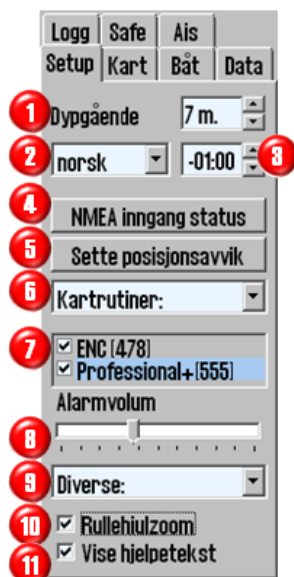 Logg Safe Ais
Setup Kart Båt Data
1 Dypgående 7 m.
2 norsk -01:00 3
4 NMEA inngang status
5 Sette posisjonsavvik
6 Kartrutiner:
7 ENC (478)
Professional+(555)
Alarmvolum
8
9 Diverse:
10 Rullehjulzoom
11 Vise hjelpetekst